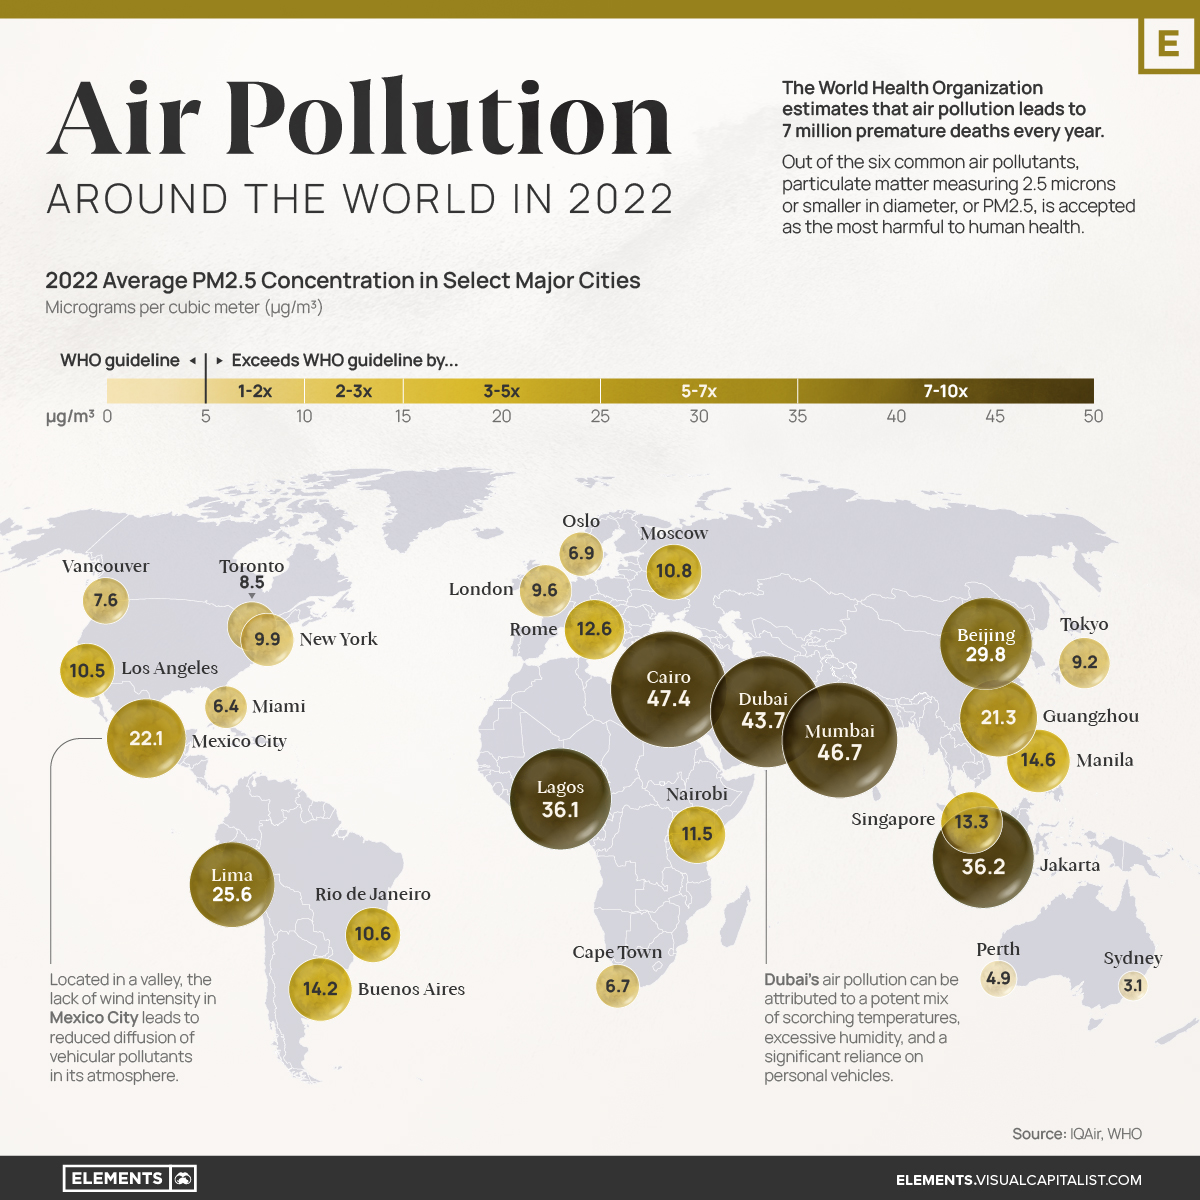 E
Air Pollution
AROUND THE WORLD IN 2022
The World Health Organization
estimates that air pollution leads to
7 million premature deaths every year.
Out of the six common air pollutants,
particulate matter measuring 2.5 microns
or smaller in diameter, or PM2.5, is accepted
as the most harmful to human health.
2022 Average PM2.5 Concentration in Select Major Cities
Micrograms per cubic meter (µg/m³)
WHO guideline ◂ ▸ Exceeds WHO guideline by...
1-2x 2-3x 3-5x 5-7x 7-10x
µg/m³ 0 5 10 15 20 25 30 35 40 45 50
Oslo
6.9
Moscow
10.8
Vancouver
7.6
Toronto
8.5
London 9.6
9.9 New York
Rome 12.6
Beijing
29.8
Tokyo
9.2
10.5 Los Angeles
Cairo
47.4
Dubai
43.7
Mumbai
46.7
6.4 Miami
21.3 Guangzhou
22.1 Mexico City
14.6 Manila
Lagos
36.1
Nairobi
11.5
Singapore 13.3
36.2 Jakarta
Lima
25.6
Rio de Janeiro
10.6
14.2 Buenos Aires
Cape Town
6.7
Perth
4.9
Sydney
3.1
Located in a valley, the
lack of wind intensity in
Mexico City leads to
reduced diffusion of
vehicular pollutants
in its atmosphere.
Dubai's air pollution can be
attributed to a potent mix
of scorching temperatures,
excessive humidity, and a
significant reliance on
personal vehicles.
Source: IQAir, WHO
ELEMENTS
ELEMENTS.VISUALCAPITALIST.COM